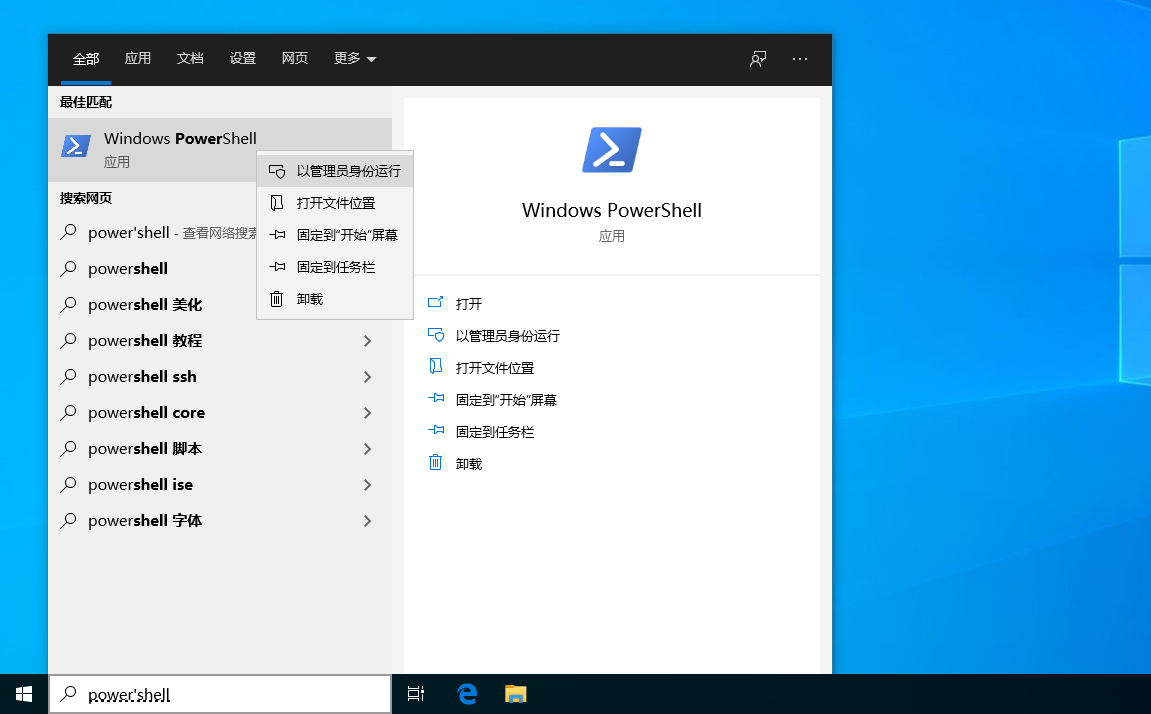 全部 应用 文档 设置 网页 更多
最佳匹配
Windows PowerShell
应用
以管理员身份运行
打开文件位置
固定到"开始"屏幕
固定到任务栏
卸载
搜索网页
power'shell - 查看网络搜索
powershell
powershell 美化
powershell 教程
powershell ssh
powershell core
powershell 脚本
powershell ise
powershell 字体
Windows PowerShell
应用
打开
以管理员身份运行
打开文件位置
固定到"开始"屏幕
固定到任务栏
卸载
power'shell